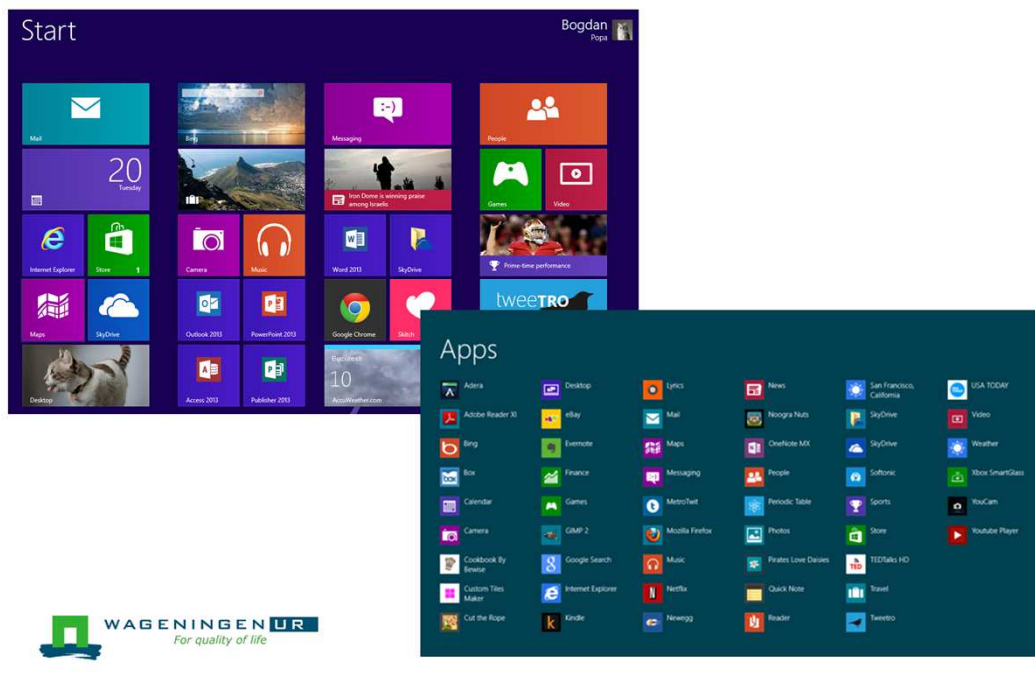 Start
Bogdan
Popa
Mail
Bing
Messaging
People
20
Tuesday
Iron Dome is winning praise
among Israelis
Games
Video
Internet Explorer
Store
1
Camera
Music
Word 2013
SkyDrive
Prime-time performance
Maps
SkyDrive
Outlook 2013
PowerPoint 2013
Google Chrome
Skitch
tweeTRO
Desktop
Access 2013
Publisher 2013
Bucharest
10
AccuWeather.com
Apps
Adera
Adobe Reader XI
Bing
Box
Calendar
Camera
Cookbook By
Bewise
Custom Tiles
Maker
Cut the Rope
Desktop
eBay
Evernote
Finance
Games
GIMP 2
Google Search
Internet Explorer
Kindle
Lyrics
Mail
Maps
Messaging
MetroTwit
Mozilla Firefox
Music
Netflix
Newegg
News
Noogra Nuts
OneNote MX
People
Periodic Table
Photos
Pirates Love Daisies
Quick Note
Reader
San Francisco,
California
SkyDrive
SkyDrive
Softonic
Sports
Store
TED
TEDTalks HD
Travel
Tweetro
USA TODAY
Video
Weather
Xbox SmartGlass
YouCam
Youtube Player
WAGENINGEN UR
For quality of life